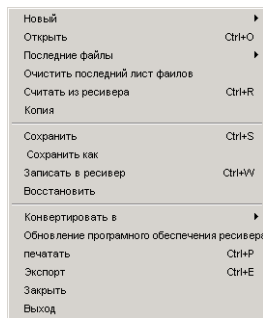 Новый
Открыть Ctrl+O
Последние файлы
Очистить последний лист фаилов
Считать из ресивера Ctrl+R
Копия
Сохранить Ctrl+S
Сохранить как
Записать в ресивер Ctrl+W
Восстановить
Конвертировать в
Обновление програмного обеспечения ресивера
печатать Ctrl+P
Экспорт Ctrl+E
Закрыть
Выход